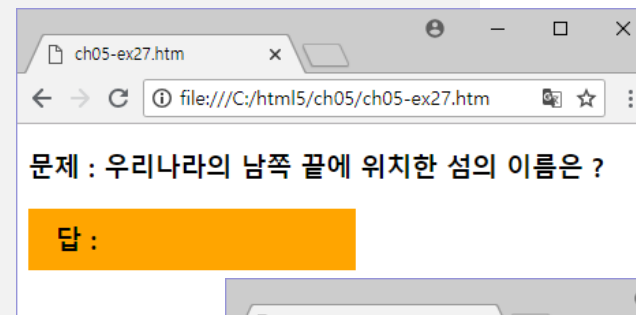 ch05-ex27.htm
file:///C:/html5/ch05/ch05-ex27.htm
문제 : 우리나라의 남쪽 끝에 위치한 섬의 이름은 ?
답 :